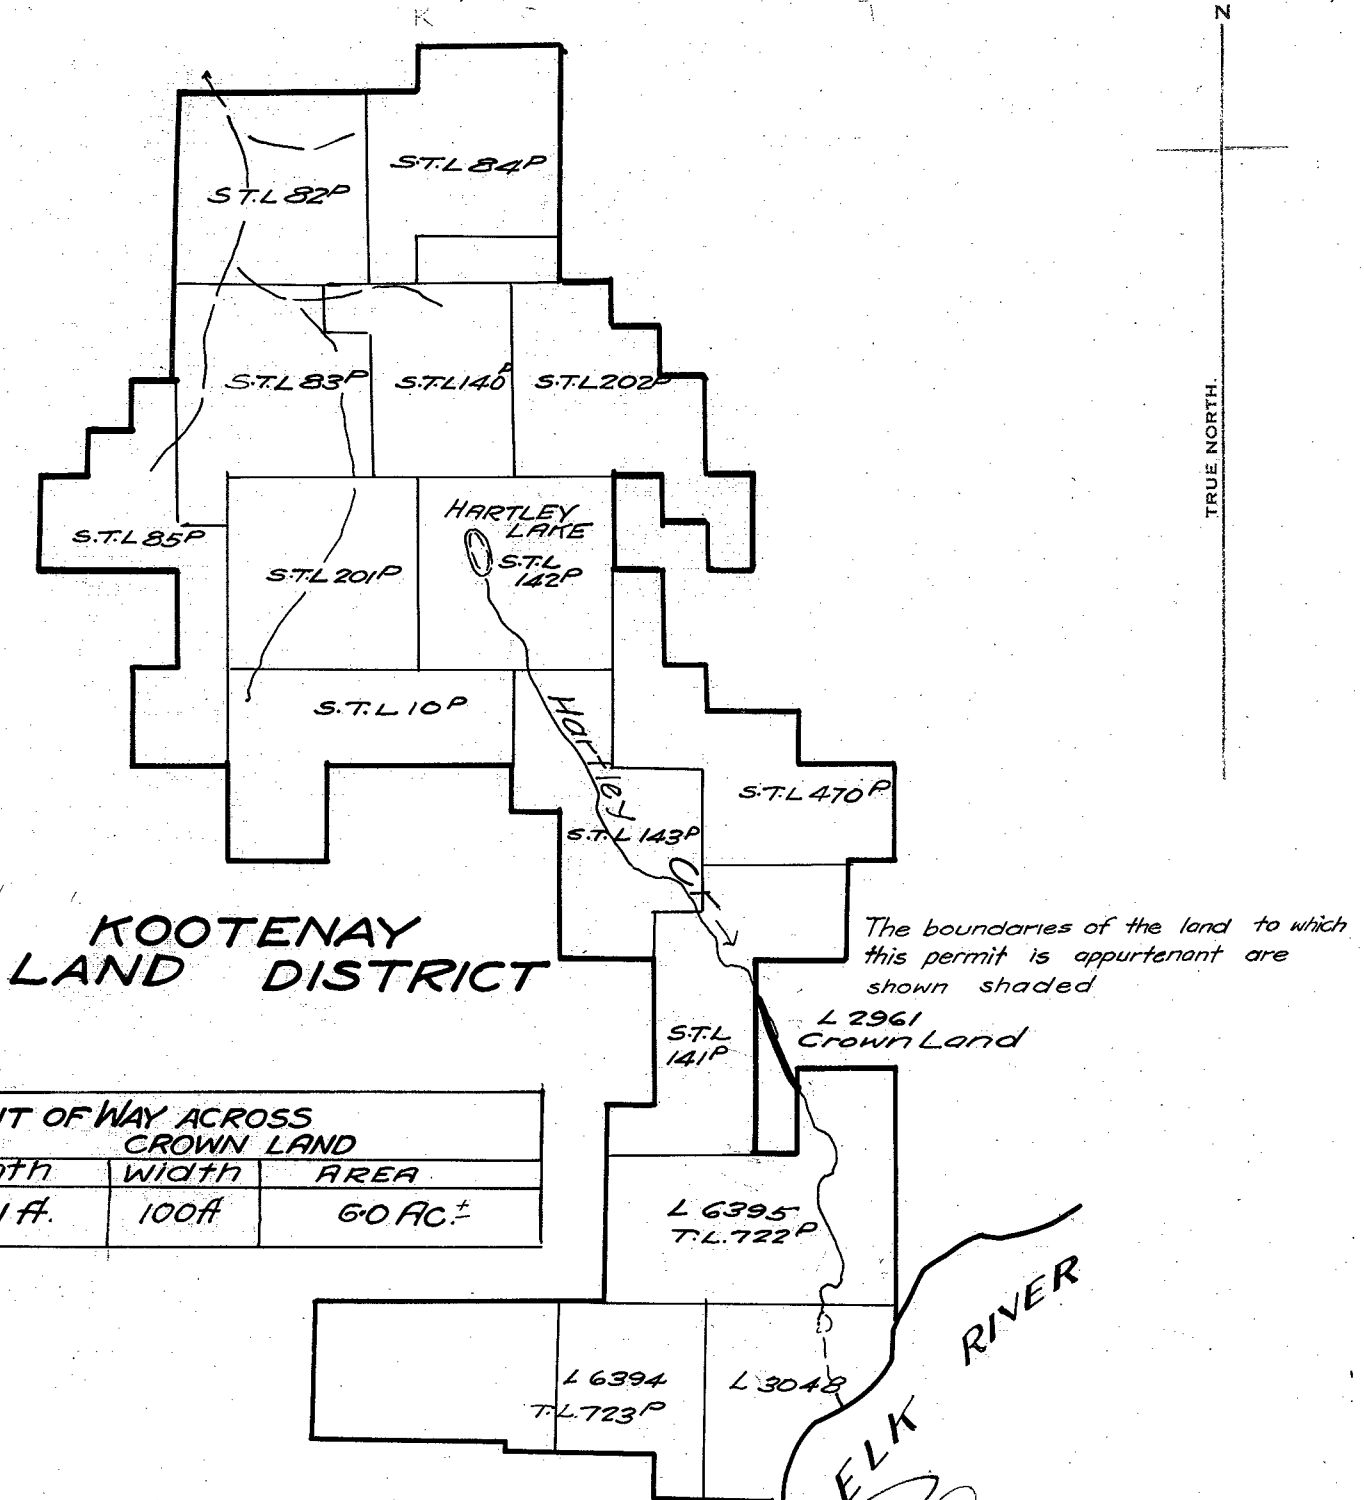 K
N
S.T.L 84P
S.T.L 82P
S.T.L 83P
S.T.L 140P
S.T.L 202P
TRUE NORTH.
HARTLEY
LAKE
S.T.L 85P
S.T.L 201P
S.T.L
142P
S.T.L 10P
Hartley Cr
S.T.L 470P
S.T.L 143P
KOOTENAY
LAND DISTRICT
The boundaries of the land to which
this permit is appurtenant are
shown shaded
L 2961
Crown Land
S.T.L
141P
OF WAY ACROSS
CROWN LAND
width AREA
ft. 100ft 6.0 Ac.±
L 6395
T.L. 722P
ELK RIVER
L 6394
T.L. 723P
L 3048